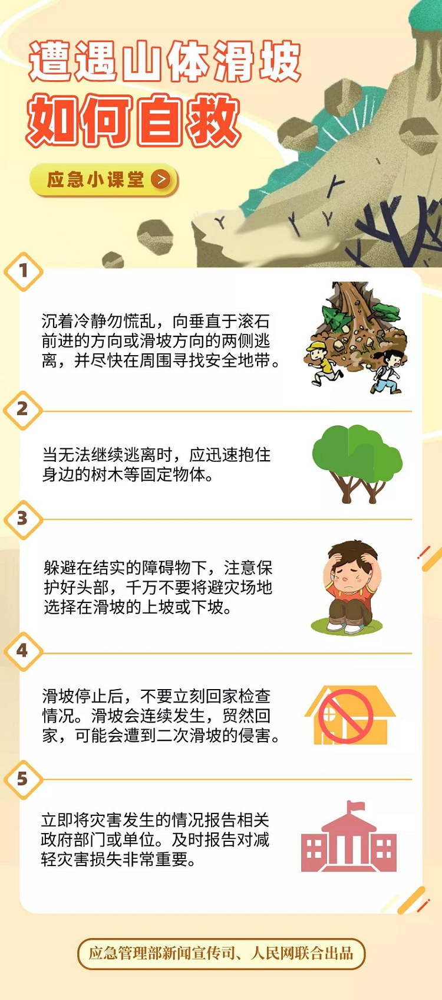 遭遇山体滑坡
如何自救
应急小课堂 >
1
沉着冷静勿慌乱，向垂直于滚石
前进的方向或滑坡方向的两侧逃
离，并尽快在周围寻找安全地带。
2
当无法继续逃离时，应迅速抱住
身边的树木等固定物体。
3
躲避在结实的障碍物下，注意保
护好头部，千万不要将避灾场地
选择在滑坡的上坡或下坡。
4
滑坡停止后，不要立刻回家检查
情况。滑坡会连续发生，贸然回
家，可能会遭到二次滑坡的侵害。
5
立即将灾害发生的情况报告相关
政府部门或单位。及时报告对减
轻灾害损失非常重要。
应急管理部新闻宣传司、人民网联合出品